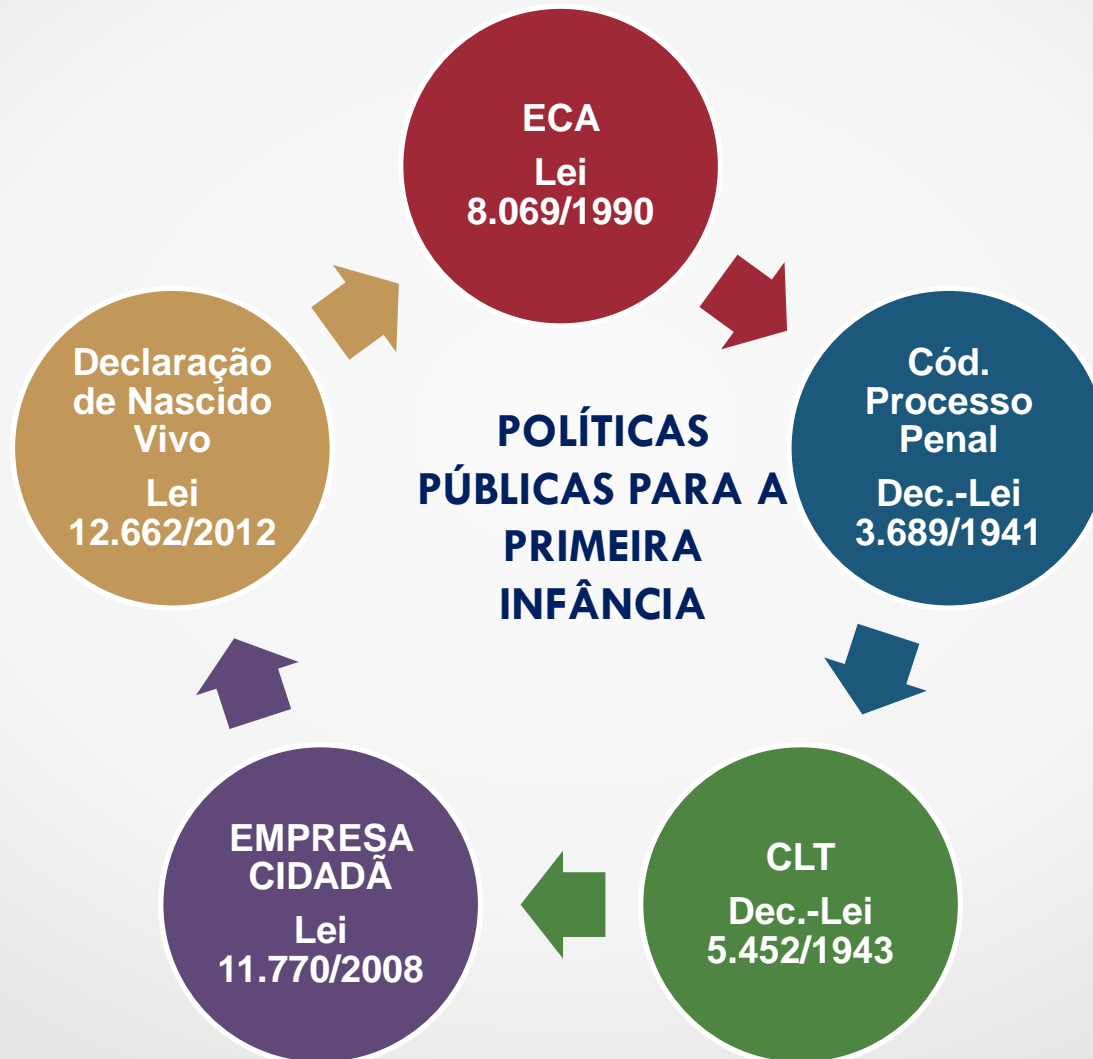 ECA
Lei
8.069/1990
Cód.
Processo
Penal
Dec.-Lei
3.689/1941
CLT
Dec.-Lei
5.452/1943
EMPRESA
CIDADÃ
Lei
11.770/2008
Declaração
de Nascido
Vivo
Lei
12.662/2012
POLÍTICAS
PÚBLICAS PARA A
PRIMEIRA
INFÂNCIA